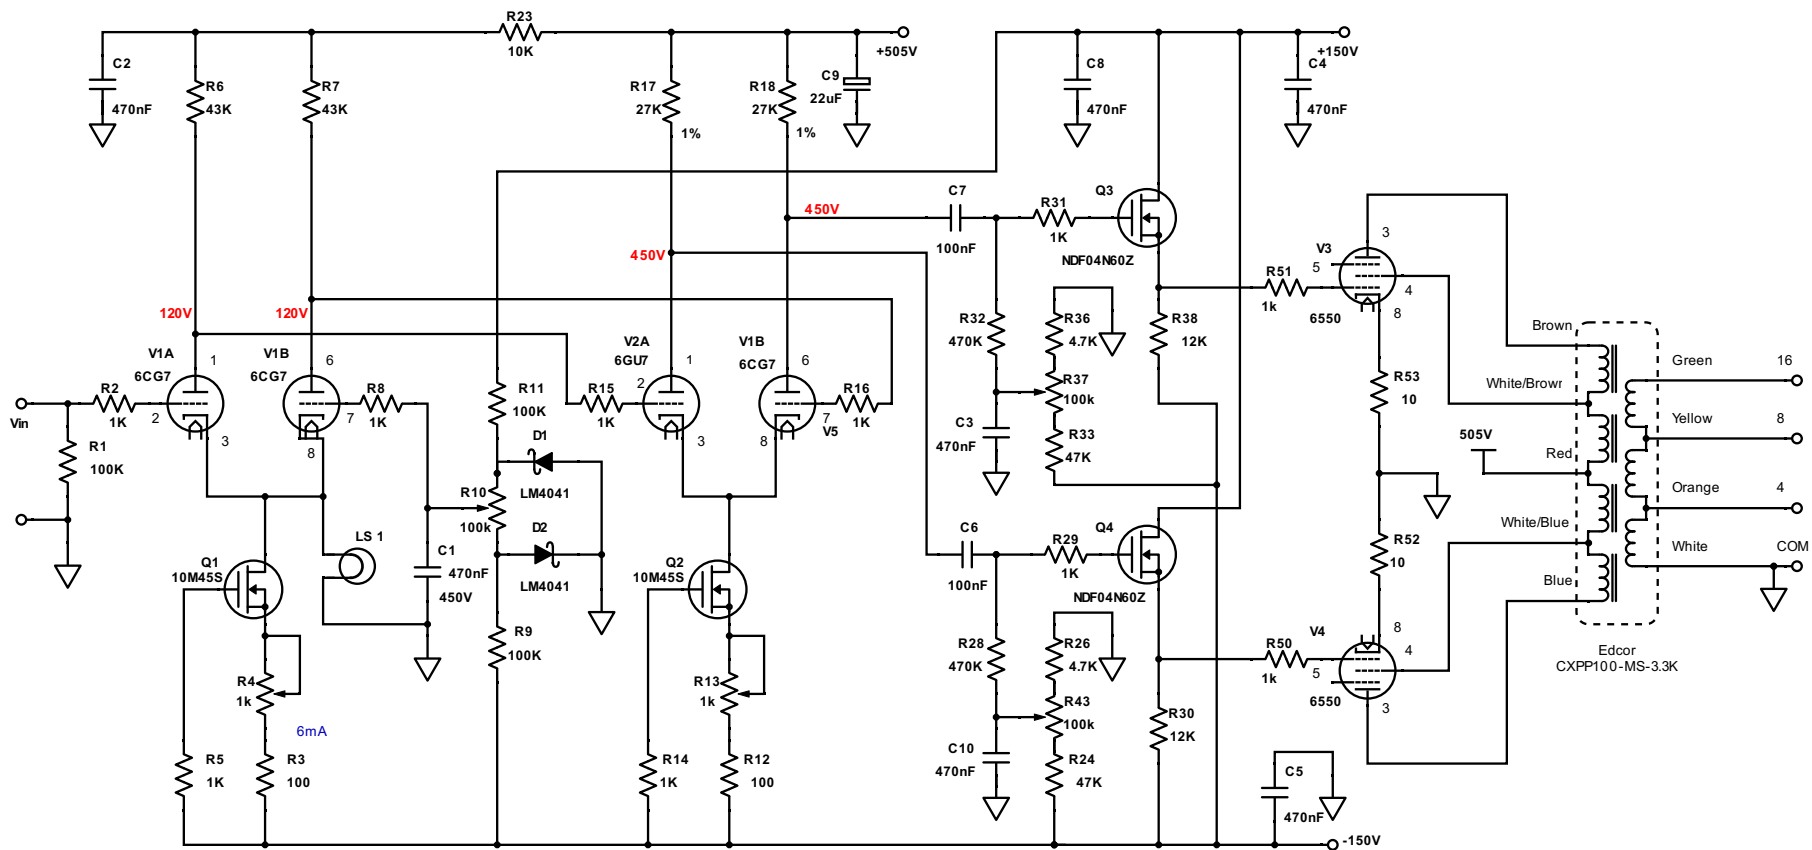 R23
10K
+505V
+150V
C2
470nF
R6
43K
R7
43K
R17
27K
1%
R18
27K
1%
C9
22uF
C8
470nF
C4
470nF
C7
100nF
R31
1K
Q3
NDF04N60Z
450V
450V
120V
120V
V1A
6CG7
1
2
3
V1B
6CG7
6
7
8
R2
1K
Vin
R1
100K
R8
1K
R11
100K
D1
LM4041
R10
100k
D2
LM4041
R9
100K
C1
470nF
450V
LS 1
Q1
10M45S
R4
1k
6mA
R5
1K
R3
100
R15
1K
V2A
6GU7
1
2
3
V1B
6CG7
6
7
V5
8
R16
1K
Q2
10M45S
R13
1k
R14
1K
R12
100
R32
470K
R36
4.7K
R37
100k
R33
47K
C3
470nF
R38
12K
C6
100nF
R29
1K
Q4
NDF04N60Z
R28
470K
R26
4.7K
R43
100k
R24
47K
C10
470nF
R30
12K
R51
1k
V3
6550
3
5
4
8
R53
10
R52
10
R50
1k
V4
6550
8
4
5
3
C5
470nF
-150V
505V
Brown
White/Brown
Red
White/Blue
Blue
Green
16
Yellow
8
Orange
4
White
COM
Edcor
CXPP100-MS-3.3K